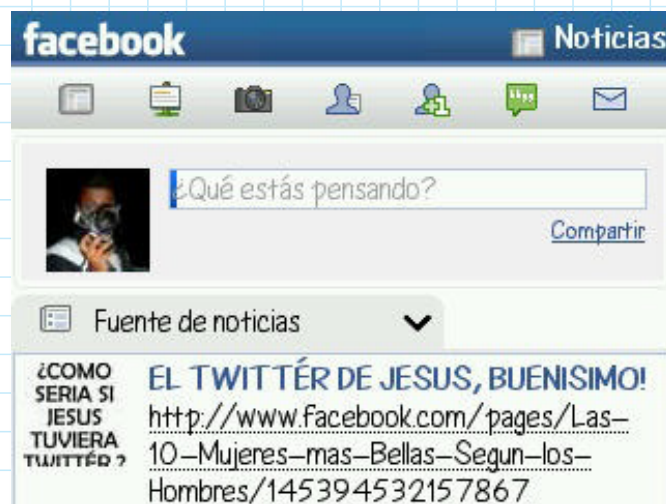 facebook
Noticias
¿Qué estás pensando?
Compartir
Fuente de noticias
¿COMO
SERIA SI
JESUS
TUVIERA
TWITTÉR ?
EL TWITTÉR DE JESUS, BUENISIMO!
http://www.facebook.com/pages/Las-
10-Mujeres-mas-Bellas-Segun-los-
Hombres/145394532157867